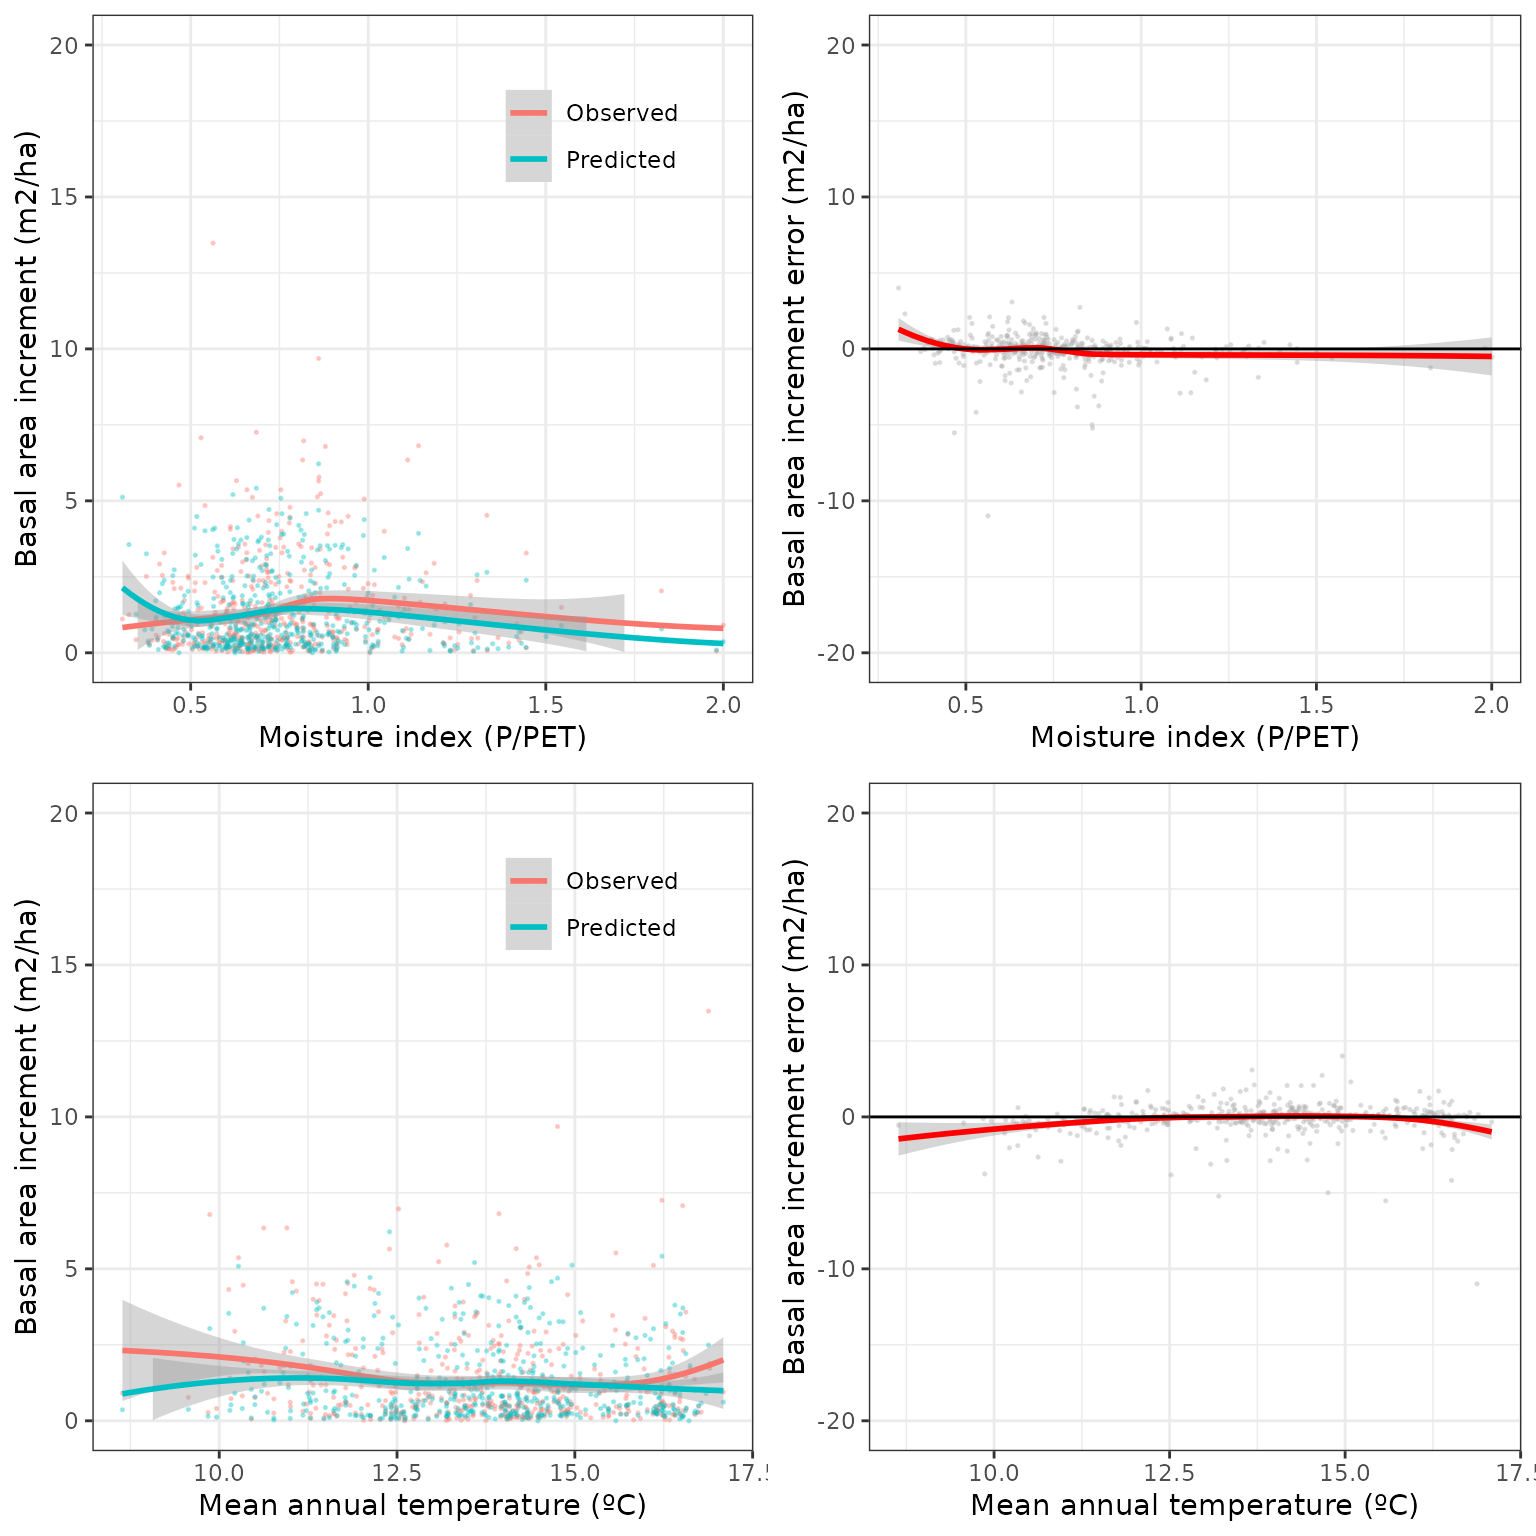 20
15
10
5
0
Basal area increment (m2/ha)
Observed
Predicted
0.5 1.0 1.5 2.0
Moisture index (P/PET)
20
10
0
-10
-20
Basal area increment error (m2/ha)
0.5 1.0 1.5 2.0
Moisture index (P/PET)
20
15
10
5
0
Basal area increment (m2/ha)
Observed
Predicted
10.0 12.5 15.0 17.5
Mean annual temperature (ºC)
20
10
0
-10
-20
Basal area increment error (m2/ha)
10.0 12.5 15.0 17.5
Mean annual temperature (ºC)